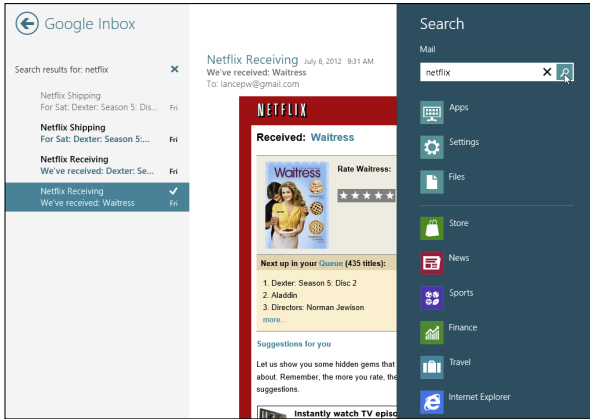 Google Inbox
Search results for: netflix
Netflix Shipping
For Sat: Dexter: Season 5: Dis... Fri
Netflix Shipping
For Sat: Dexter: Season 5:... Fri
Netflix Receiving
We've received: Dexter: Se... Fri
Netflix Receiving
We've received: Waitress Fri
Netflix Receiving July 6, 2012 9:31 AM
We've received: Waitress
To: lancepw@gmail.com
NETFLIX
Received: Waitress
Waitress
Rate Waitress:
Next up in your Queue (435 titles):
1. Dexter: Season 5: Disc 2
2. Aladdin
3. Directors: Norman Jewison
more...
Suggestions for you
Let us show you some hidden gems that
about. Remember, the more you rate, the
suggestions.
Instantly watch TV episo
Search
Mail
netflix
Apps
Settings
Files
Store
News
Sports
Finance
Travel
Internet Explorer